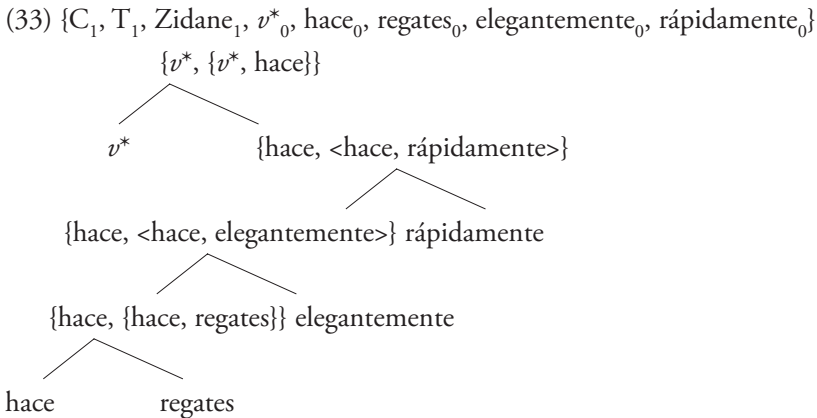 (33) {C₁, T₁, Zidane₁, v*₀, hace₀, regates₀, elegantemente₀, rápidamente₀}
{v*, {v*, hace}}
v* {hace, <hace, rápidamente>}
{hace, <hace, elegantemente>} rápidamente
{hace, {hace, regates}} elegantemente
hace regates